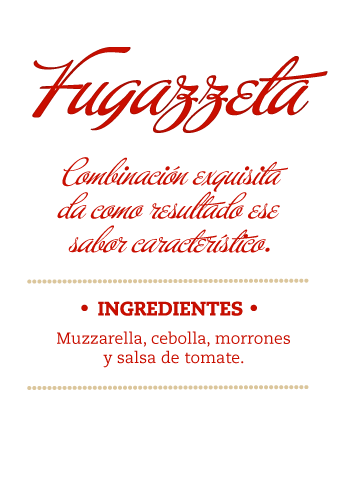 Fugazzeta
Combinación exquisita
da como resultado ese
sabor característico.
• INGREDIENTES •
Muzzarella, cebolla, morrones
y salsa de tomate.